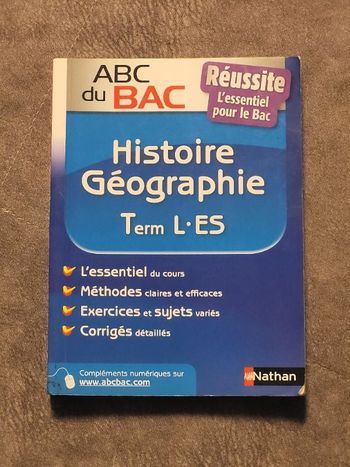 ABC
du BAC
Réussite
L'essentiel
pour le Bac
Histoire
Géographie
Term L·ES
L'essentiel du cours
Méthodes claires et efficaces
Exercices et sujets variés
Corrigés détaillés
Compléments numériques sur
www.abcbac.com
Nathan